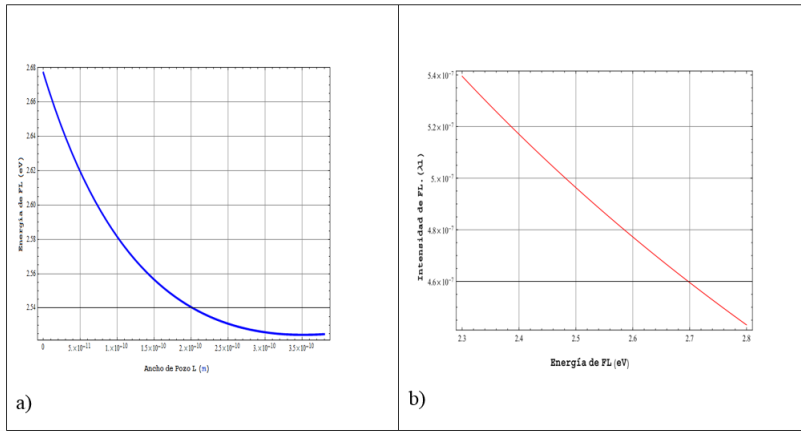 2.68
2.66
2.64
2.62
2.60
2.58
2.56
2.54
Energia de FL (eV)
0 5.×10⁻¹¹ 1.×10⁻¹⁰ 1.5×10⁻¹⁰ 2.×10⁻¹⁰ 2.5×10⁻¹⁰ 3.×10⁻¹⁰ 3.5×10⁻¹⁰
Ancho de Pozo L (m)
a)
5.4×10⁻⁷
5.2×10⁻⁷
5.×10⁻⁷
4.8×10⁻⁷
4.6×10⁻⁷
Intensidad de FL. (λ1)
2.3 2.4 2.5 2.6 2.7 2.8
Energía de FL (eV)
b)